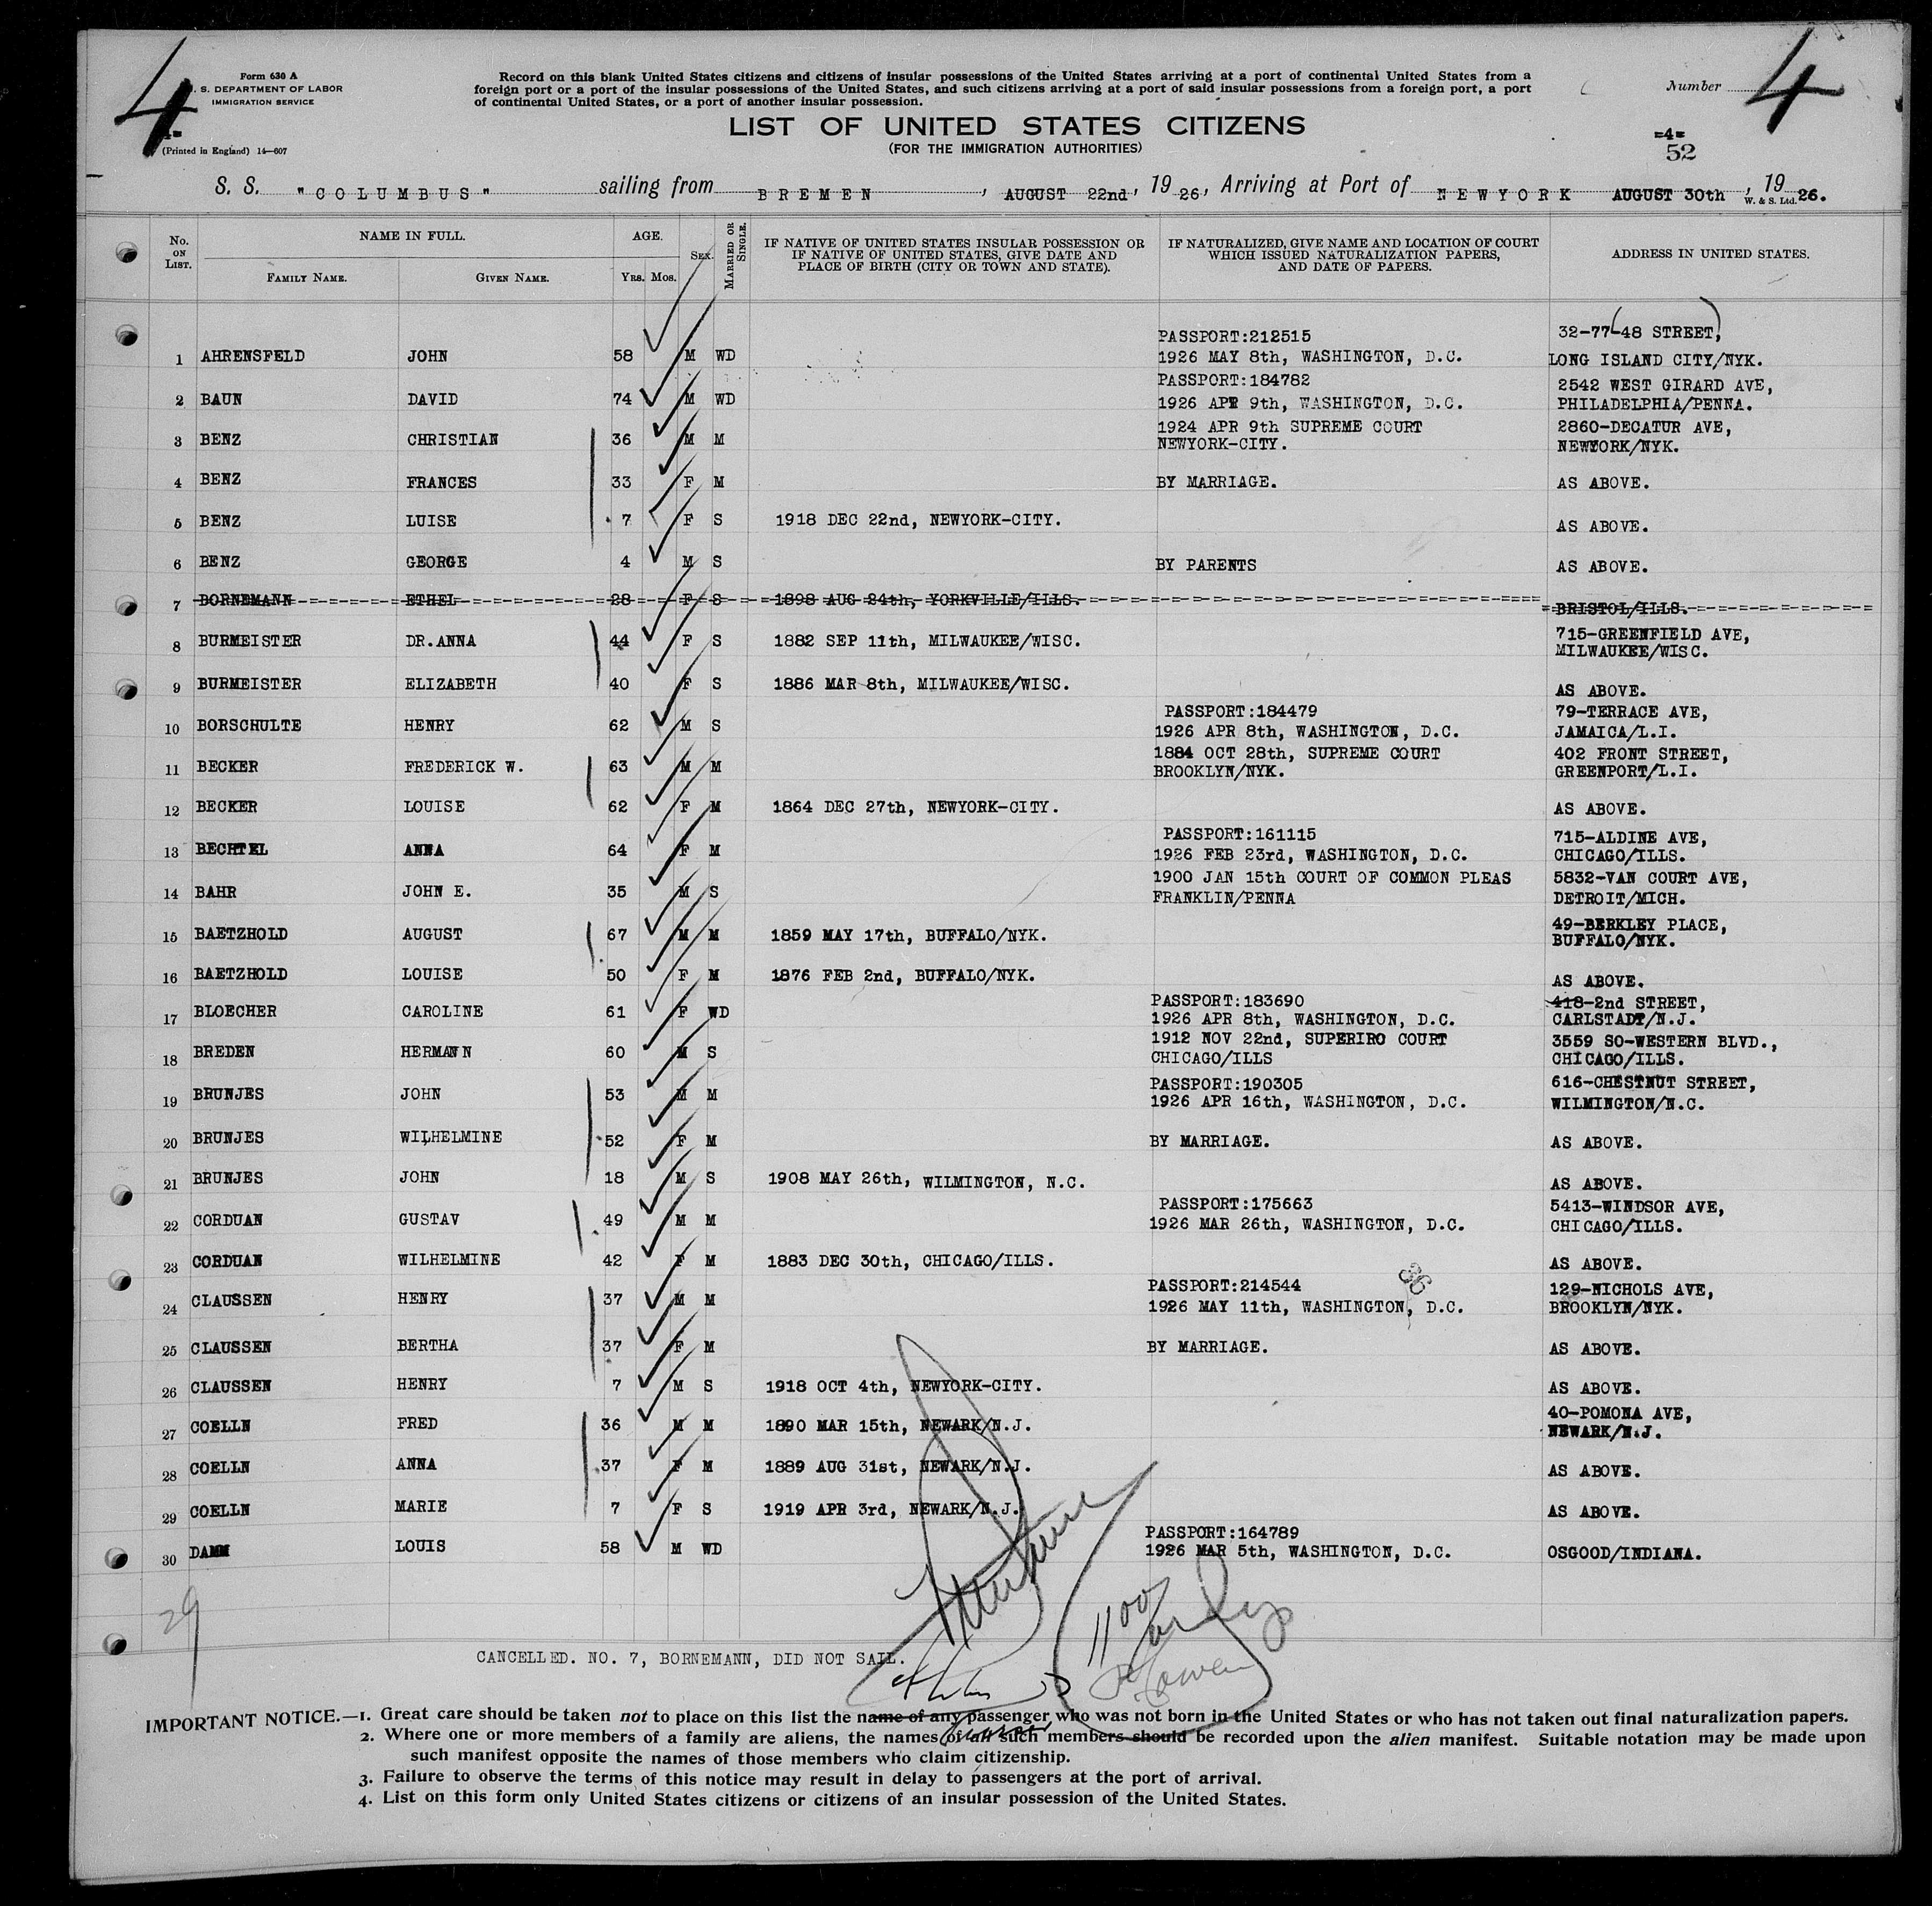 4
4
Form 630 A
U. S. DEPARTMENT OF LABOR
IMMIGRATION SERVICE
(Printed in England) 14—607
Record on this blank United States citizens and citizens of insular possessions of the United States arriving at a port of continental United States from a
foreign port or a port of the insular possessions of the United States, and such citizens arriving at a port of said insular possessions from a foreign port, a port
of continental United States, or a port of another insular possession.
Number
LIST OF UNITED STATES CITIZENS
(FOR THE IMMIGRATION AUTHORITIES)
=4=
52
S. S. "COLUMBUS" sailing from BREMEN, AUGUST 22nd, 1926, Arriving at Port of NEWYORK AUGUST 30th, 1926.
W. & S. Ltd.
No. ON LIST. NAME IN FULL. FAMILY NAME. GIVEN NAME. AGE. YRS. MOS. SEX. MARRIED OR SINGLE. IF NATIVE OF UNITED STATES INSULAR POSSESSION OR IF NATIVE OF UNITED STATES, GIVE DATE AND PLACE OF BIRTH (CITY OR TOWN AND STATE). IF NATURALIZED, GIVE NAME AND LOCATION OF COURT WHICH ISSUED NATURALIZATION PAPERS, AND DATE OF PAPERS. ADDRESS IN UNITED STATES.
PASSPORT:212515 32-77(48 STREET,)
1 AHRENSFELD JOHN 58 M WD 1926 MAY 8th, WASHINGTON, D.C. LONG ISLAND CITY/NYK.
PASSPORT:184782 2542 WEST GIRARD AVE,
2 BAUN DAVID 74 M WD 1926 APR 9th, WASHINGTON, D.C. PHILADELPHIA/PENNA.
1924 APR 9th SUPREME COURT 2860-DECATUR AVE,
3 BENZ CHRISTIAN 36 M M NEWYORK-CITY. NEWYORK/NYK.
4 BENZ FRANCES 33 F M BY MARRIAGE. AS ABOVE.
5 BENZ LUISE 7 F S 1918 DEC 22nd, NEWYORK-CITY. AS ABOVE.
6 BENZ GEORGE 4 M S BY PARENTS AS ABOVE.
7 BORNEMANN ETHEL 28 F S 1898 AUG 24th, YORKVILLE/ILLS. BRISTOL/ILLS.
715-GREENFIELD AVE,
8 BURMEISTER DR.ANNA 44 F S 1882 SEP 11th, MILWAUKEE/WISC. MILWAUKEE/WISC.
9 BURMEISTER ELIZABETH 40 F S 1886 MAR 8th, MILWAUKEE/WISC. AS ABOVE.
PASSPORT:184479 79-TERRACE AVE,
10 BORSCHULTE HENRY 62 M S 1926 APR 8th, WASHINGTON, D.C. JAMAICA/L.I.
1884 OCT 28th, SUPREME COURT 402 FRONT STREET,
11 BECKER FREDERICK W. 63 M M BROOKLYN/NYK. GREENPORT/L.I.
12 BECKER LOUISE 62 F M 1864 DEC 27th, NEWYORK-CITY. AS ABOVE.
PASSPORT:161115 715-ALDINE AVE,
13 BECHTEL ANNA 64 F M 1926 FEB 23rd, WASHINGTON, D.C. CHICAGO/ILLS.
1900 JAN 15th COURT OF COMMON PLEAS 5832-VAN COURT AVE,
14 BAHR JOHN E. 35 M S FRANKLIN/PENNA DETROIT/MICH.
49-BERKLEY PLACE,
15 BAETZHOLD AUGUST 67 M M 1859 MAY 17th, BUFFALO/NYK. BUFFALO/NYK.
16 BAETZHOLD LOUISE 50 F M 1876 FEB 2nd, BUFFALO/NYK. AS ABOVE.
PASSPORT:183690 418-2nd STREET,
17 BLOECHER CAROLINE 61 F WD 1926 APR 8th, WASHINGTON, D.C. CARLSTADT/N.J.
1912 NOV 22nd, SUPERIRO COURT 3559 SO-WESTERN BLVD.,
18 BREDEN HERMANN 60 M S CHICAGO/ILLS CHICAGO/ILLS.
PASSPORT:190305 616-CHESTNUT STREET,
19 BRUNJES JOHN 53 M M 1926 APR 16th, WASHINGTON, D.C. WILMINGTON/N.C.
20 BRUNJES WILHELMINE 52 F M BY MARRIAGE. AS ABOVE.
21 BRUNJES JOHN 18 M S 1908 MAY 26th, WILMINGTON, N.C. AS ABOVE.
PASSPORT:175663 5413-WINDSOR AVE,
22 CORDUAN GUSTAV 49 M M 1926 MAR 26th, WASHINGTON, D.C. CHICAGO/ILLS.
23 CORDUAN WILHELMINE 42 F M 1883 DEC 30th, CHICAGO/ILLS. AS ABOVE.
36
PASSPORT:214544 129-NICHOLS AVE,
24 CLAUSSEN HENRY 37 M M 1926 MAY 11th, WASHINGTON, D.C. BROOKLYN/NYK.
25 CLAUSSEN BERTHA 37 F M BY MARRIAGE. AS ABOVE.
26 CLAUSSEN HENRY 7 M S 1918 OCT 4th, NEWYORK-CITY. AS ABOVE.
40-POMONA AVE,
27 COELLN FRED 36 M M 1890 MAR 15th, NEWARK/N.J. NEWARK/N.J.
28 COELLN ANNA 37 F M 1889 AUG 31st, NEWARK/N.J. AS ABOVE.
29 COELLN MARIE 7 F S 1919 APR 3rd, NEWARK/N.J. AS ABOVE.
PASSPORT:164789
30 DAMM LOUIS 58 M WD 1926 MAR 5th, WASHINGTON, D.C. OSGOOD/INDIANA.
29
1100
CANCELLED. NO. 7, BORNEMANN, DID NOT SAIL.
IMPORTANT NOTICE.—1. Great care should be taken not to place on this list the name of any passenger who was not born in the United States or who has not taken out final naturalization papers.
2. Where one or more members of a family are aliens, the names of all such members should be recorded upon the alien manifest. Suitable notation may be made upon
such manifest opposite the names of those members who claim citizenship.
3. Failure to observe the terms of this notice may result in delay to passengers at the port of arrival.
4. List on this form only United States citizens or citizens of an insular possession of the United States.